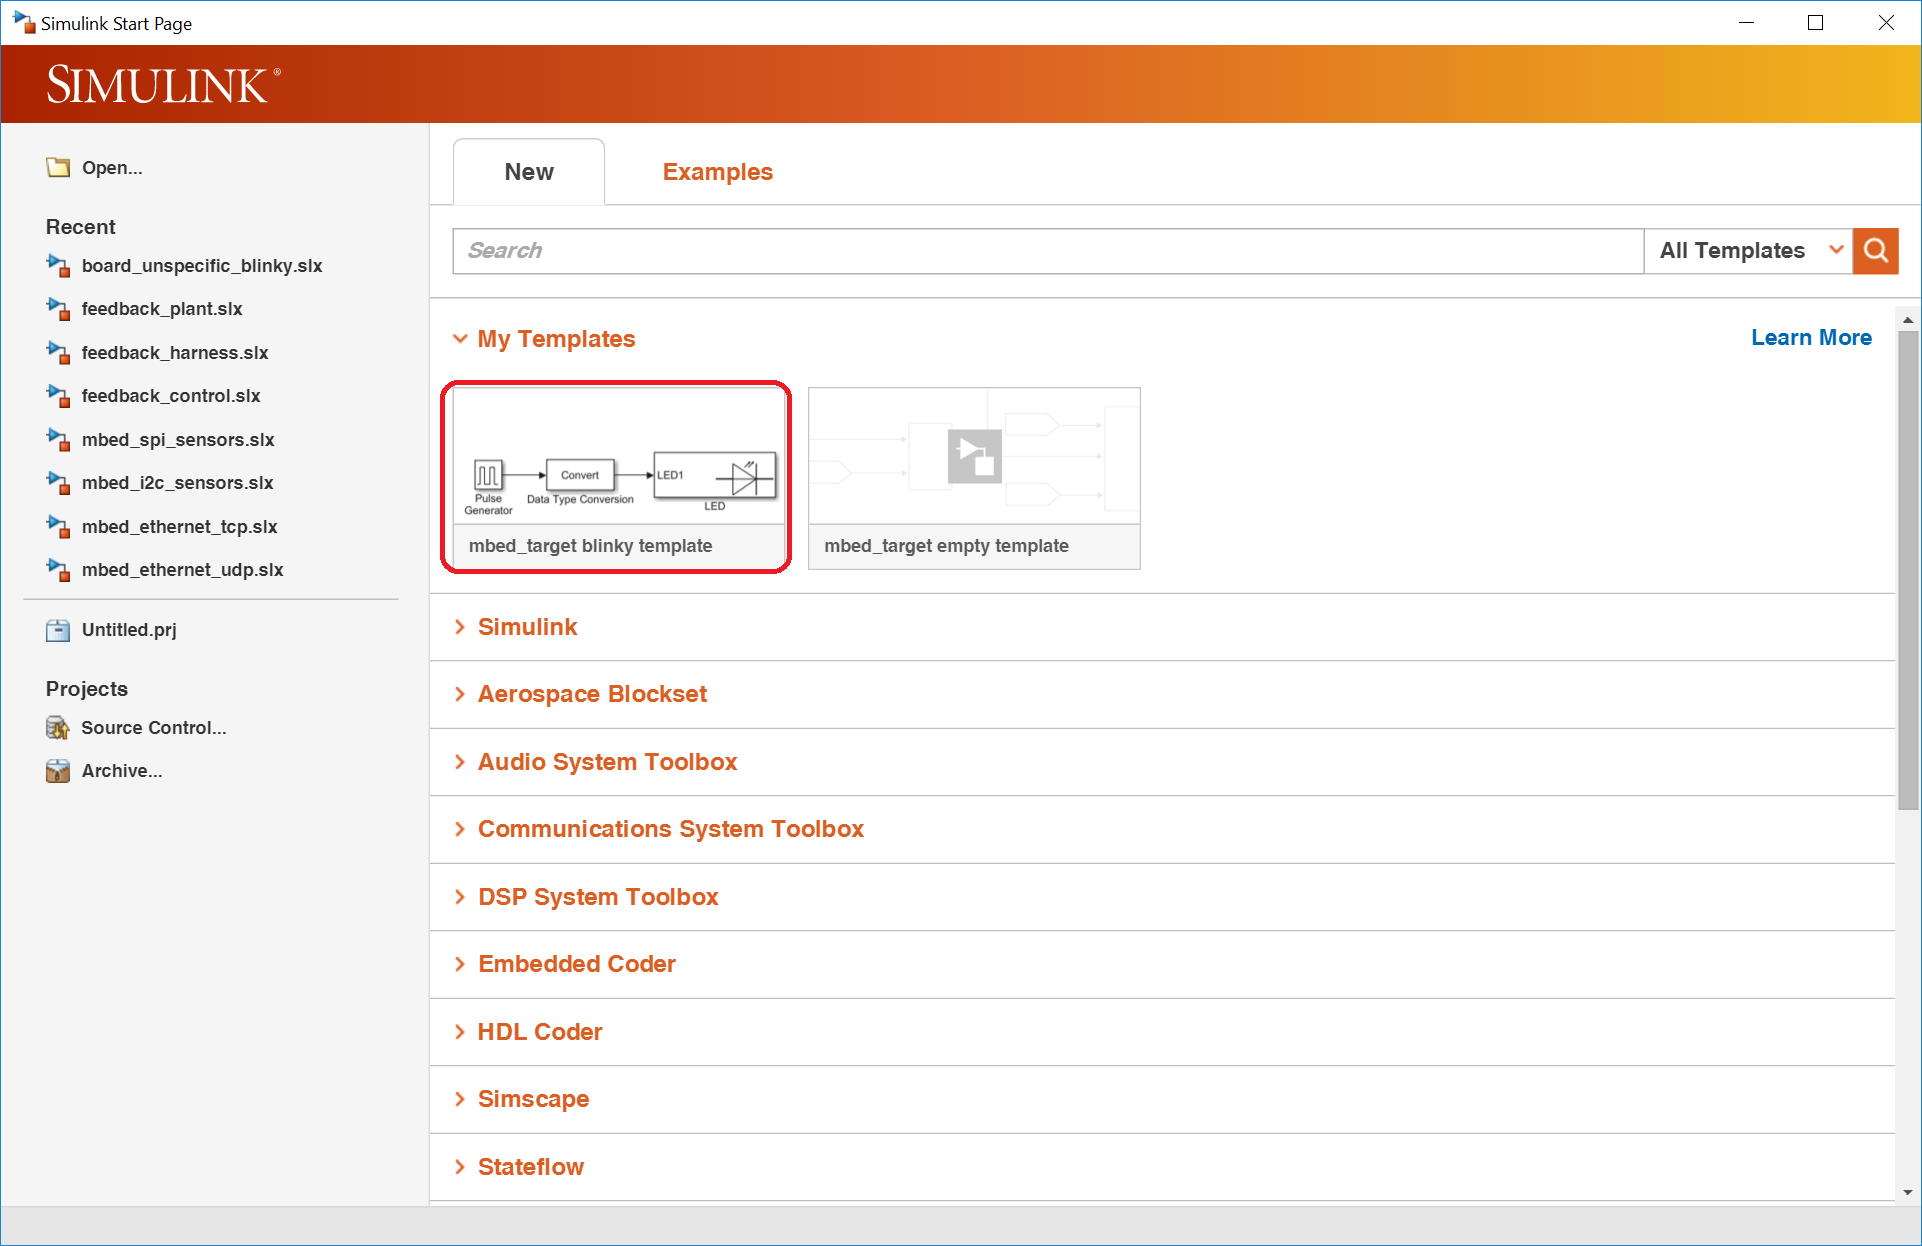 Simulink Start Page
SIMULINK®
Open...
Recent
board_unspecific_blinky.slx
feedback_plant.slx
feedback_harness.slx
feedback_control.slx
mbed_spi_sensors.slx
mbed_i2c_sensors.slx
mbed_ethernet_tcp.slx
mbed_ethernet_udp.slx
Untitled.prj
Projects
Source Control...
Archive...
New
Examples
Search
All Templates
My Templates
Learn More
Pulse
Generator
Convert
Data Type Conversion
LED1
LED
mbed_target blinky template
mbed_target empty template
Simulink
Aerospace Blockset
Audio System Toolbox
Communications System Toolbox
DSP System Toolbox
Embedded Coder
HDL Coder
Simscape
Stateflow